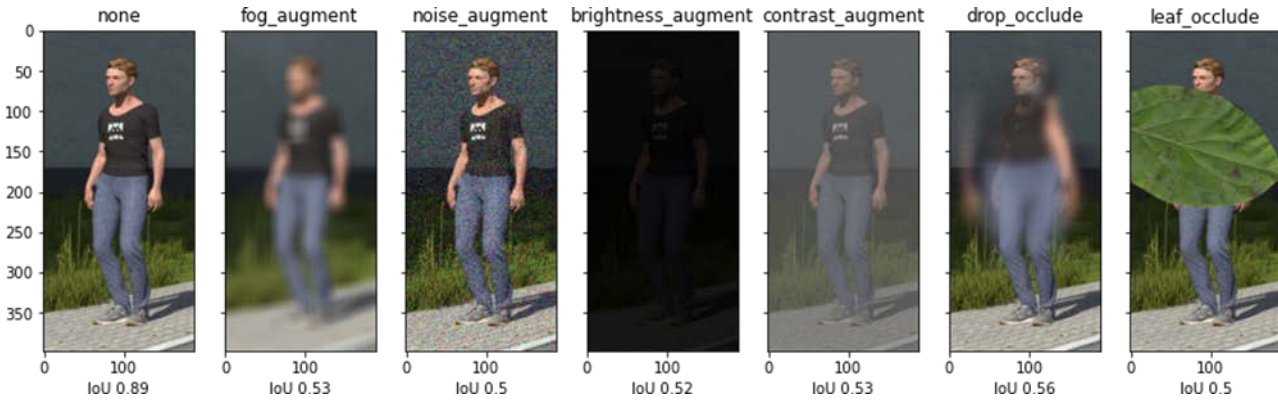 none fog_augment noise_augment brightness_augment contrast_augment drop_occlude leaf_occlude
0
50
100
150
200
250
300
350
0 100 0 100 0 100 0 100 0 100 0 100 0 100
IoU 0.89 IoU 0.53 IoU 0.5 IoU 0.52 IoU 0.53 IoU 0.56 IoU 0.5